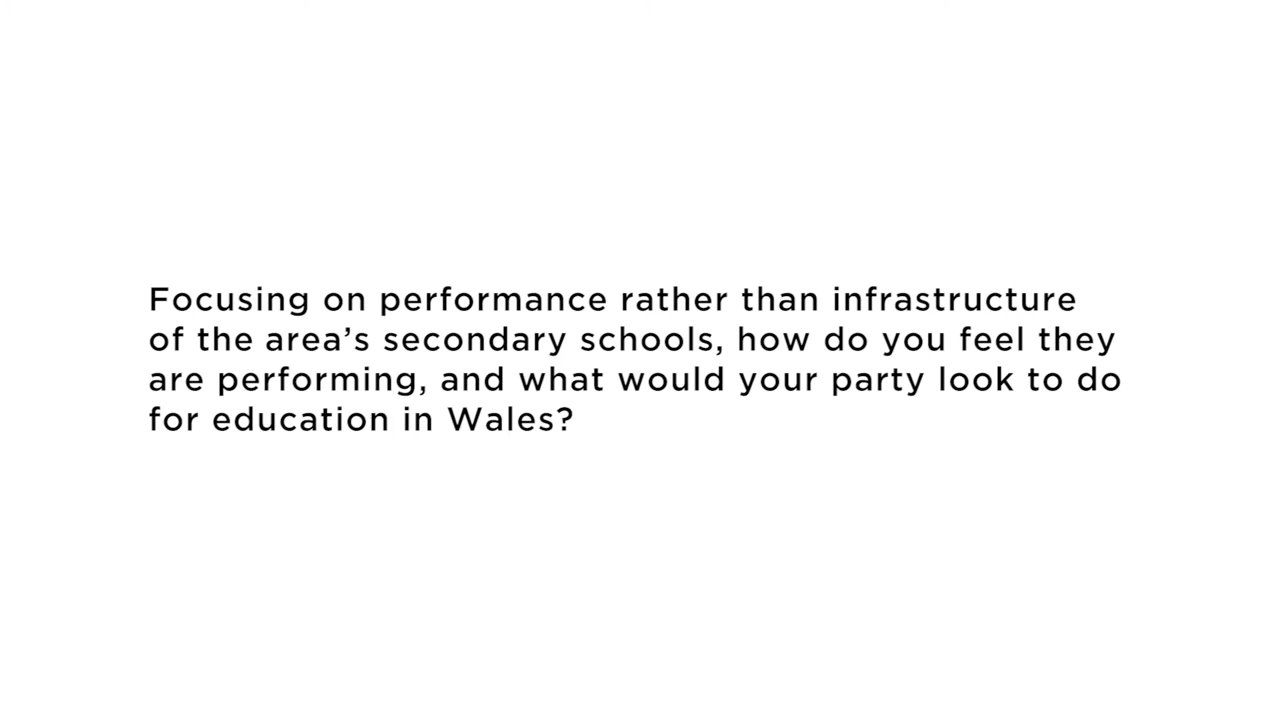 Focusing on performance rather than infrastructure
of the area’s secondary schools, how do you feel they
are performing, and what would your party look to do
for education in Wales?